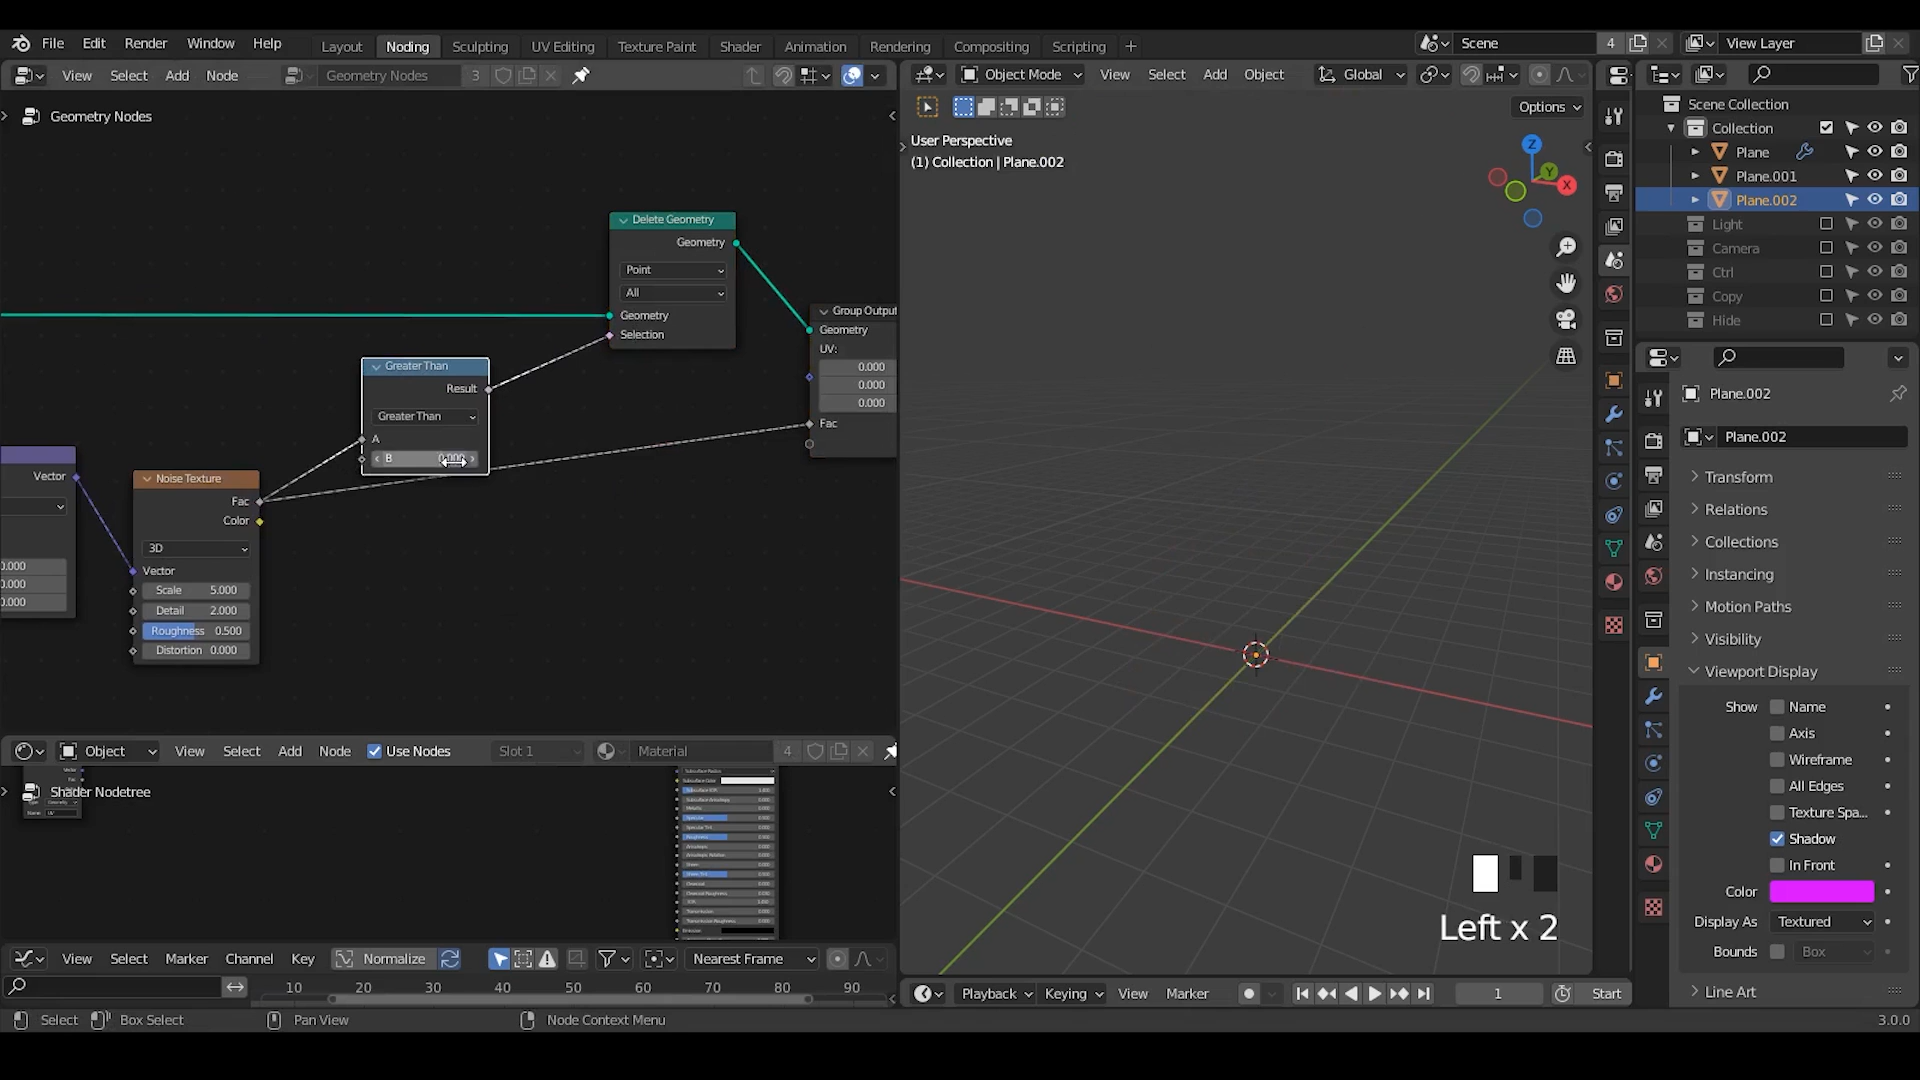 File Edit Render Window Help Layout Noding Sculpting UV Editing Texture Paint Shader Animation Rendering Compositing Scripting + Scene 4 View Layer
View Select Add Node Geometry Nodes 3 Object Mode View Select Add Object Global
Geometry Nodes
Options
User Perspective
(1) Collection | Plane.002
Z
Y
X
Scene Collection
Collection
Plane
Plane.001
Plane.002
Light
Camera
Ctrl
Copy
Hide
Delete Geometry
Geometry
Point
All
Geometry
Selection
Group Output
Geometry
UV:
0.000
0.000
0.000
Fac
Greater Than
Result
Greater Than
A
B 0.000
Vector
0.000
0.000
0.000
Noise Texture
Fac
Color
3D
Vector
Scale 5.000
Detail 2.000
Roughness 0.500
Distortion 0.000
Plane.002
Plane.002
Transform
Relations
Collections
Instancing
Motion Paths
Visibility
Viewport Display
Show Name
Axis
Wireframe
All Edges
Texture Spa...
Shadow
In Front
Color
Display As Textured
Bounds Box
Line Art
Left x 2
Object View Select Add Node Use Nodes Slot 1 Material 4
Shader Nodetree
View Select Marker Channel Key Normalize Nearest Frame
10 20 30 40 50 60 70 80 90
Playback Keying View Marker 1 Start
Select Box Select Pan View Node Context Menu 3.0.0